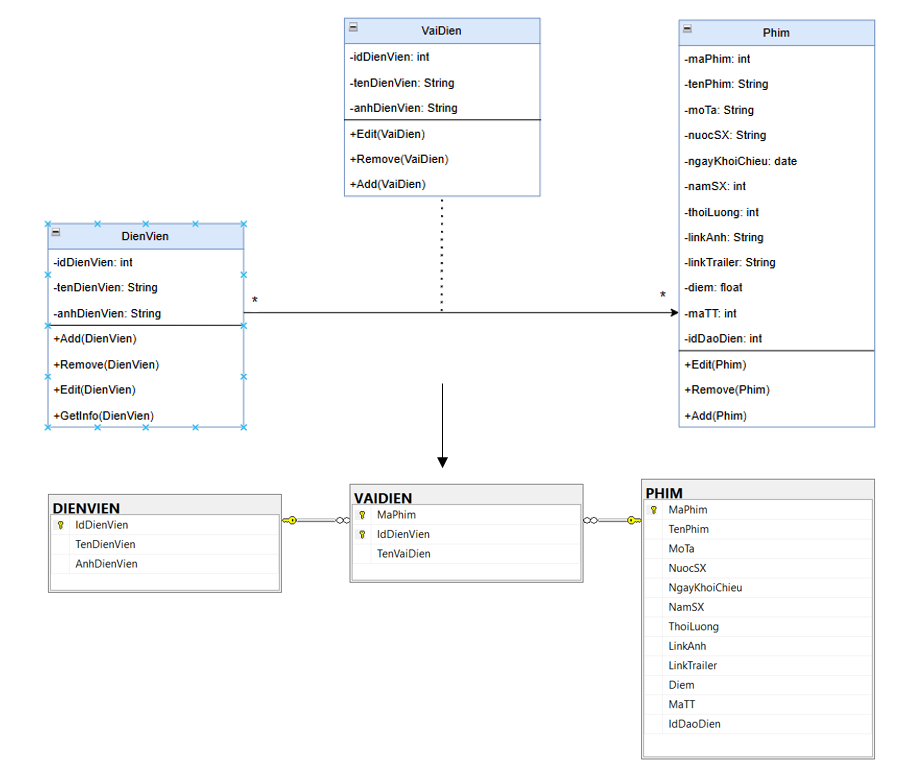 VaiDien
-idDienVien: int
-tenDienVien: String
-anhDienVien: String
+Edit(VaiDien)
+Remove(VaiDien)
+Add(VaiDien)
Phim
-maPhim: int
-tenPhim: String
-moTa: String
-nuocSX: String
-ngayKhoiChieu: date
-namSX: int
-thoiLuong: int
-linkAnh: String
-linkTrailer: String
-diem: float
-maTT: int
-idDaoDien: int
+Edit(Phim)
+Remove(Phim)
+Add(Phim)
DienVien
-idDienVien: int
-tenDienVien: String
-anhDienVien: String
+Add(DienVien)
+Remove(DienVien)
+Edit(DienVien)
+GetInfo(DienVien)
*
*
DIENVIEN
IdDienVien
TenDienVien
AnhDienVien
VAIDIEN
MaPhim
IdDienVien
TenVaiDien
PHIM
MaPhim
TenPhim
MoTa
NuocSX
NgayKhoiChieu
NamSX
ThoiLuong
LinkAnh
LinkTrailer
Diem
MaTT
IdDaoDien